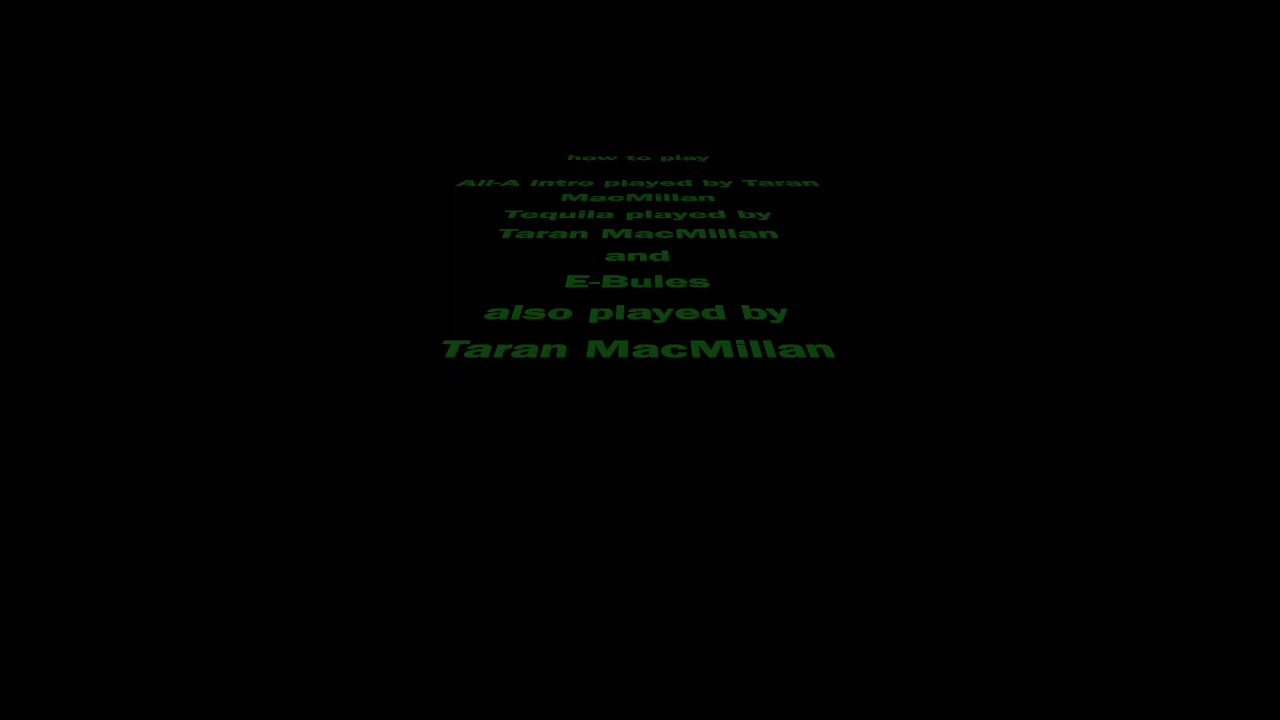 how to play
All-A Intro played by Taran
MacMillan
Tequila played by
Taran MacMillan
and
E-Bules
also played by
Taran MacMillan